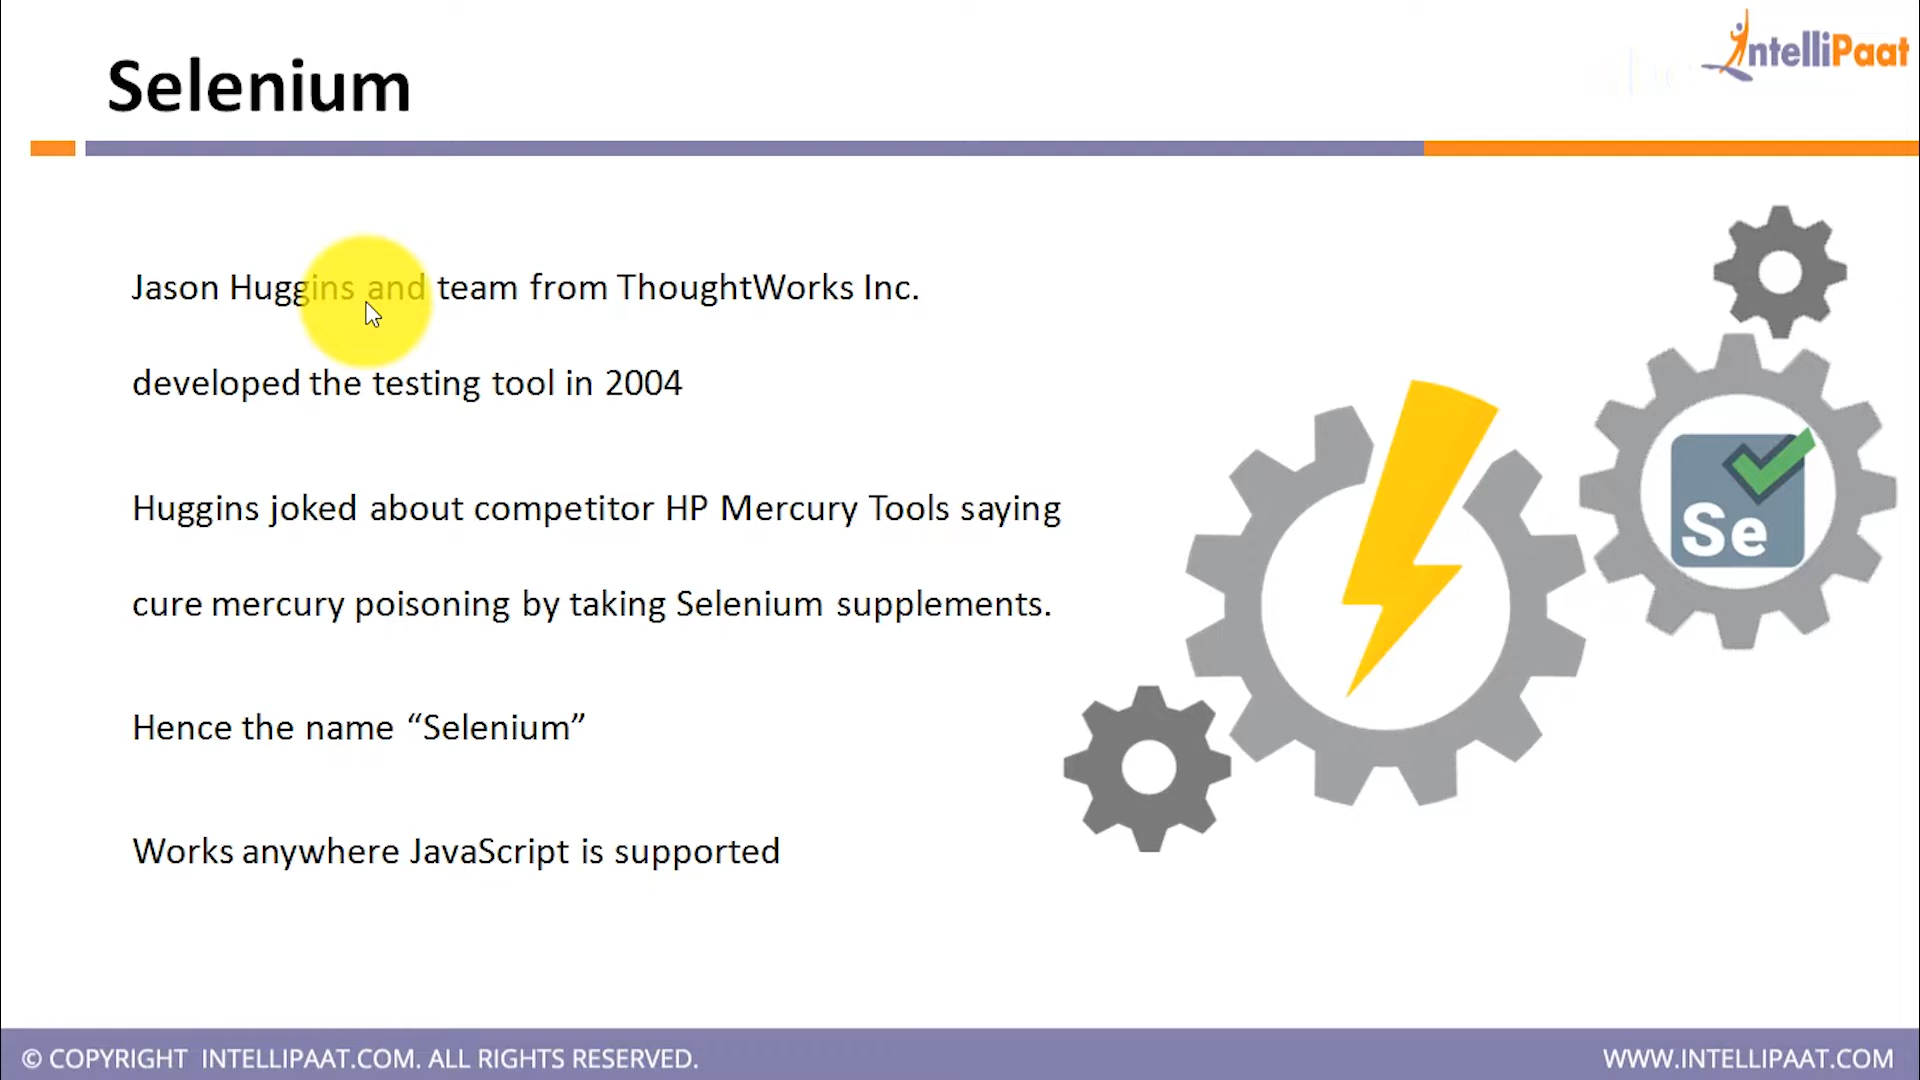 IntelliPaat
Selenium
Jason Huggins and team from ThoughtWorks Inc.
developed the testing tool in 2004
Huggins joked about competitor HP Mercury Tools saying
cure mercury poisoning by taking Selenium supplements.
Hence the name “Selenium”
Works anywhere JavaScript is supported
Se
© COPYRIGHT INTELLIPAAT.COM. ALL RIGHTS RESERVED.
WWW.INTELLIPAAT.COM